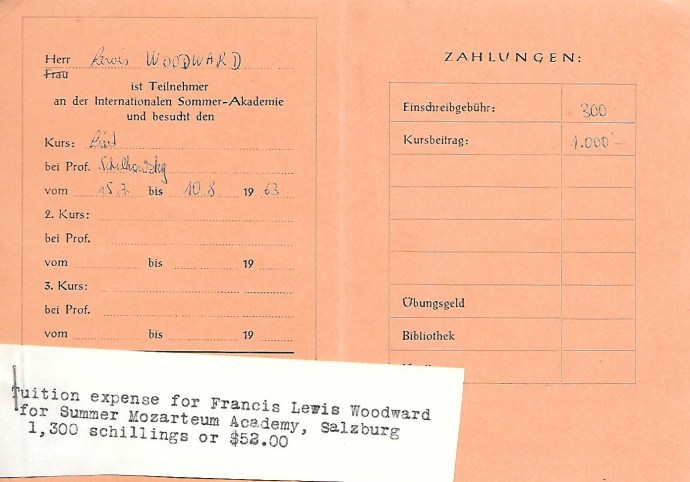 Herr Lewis WOODWARD
Frau
ist Teilnehmer
an der Internationalen Sommer-Akademie
und besucht den
Kurs: Lied
bei Prof.
vom 15.7. bis 10.8 1963
2. Kurs:
bei Prof.
vom bis 19
3. Kurs:
bei Prof.
vom bis 19
ZAHLUNGEN:
Einschreibgebühr: 300
Kursbeitrag: 1.000.—
Übungsgeld
Bibliothek
Tuition expense for Francis Lewis Woodward
for Summer Mozarteum Academy, Salzburg
1,300 schillings or $52.00